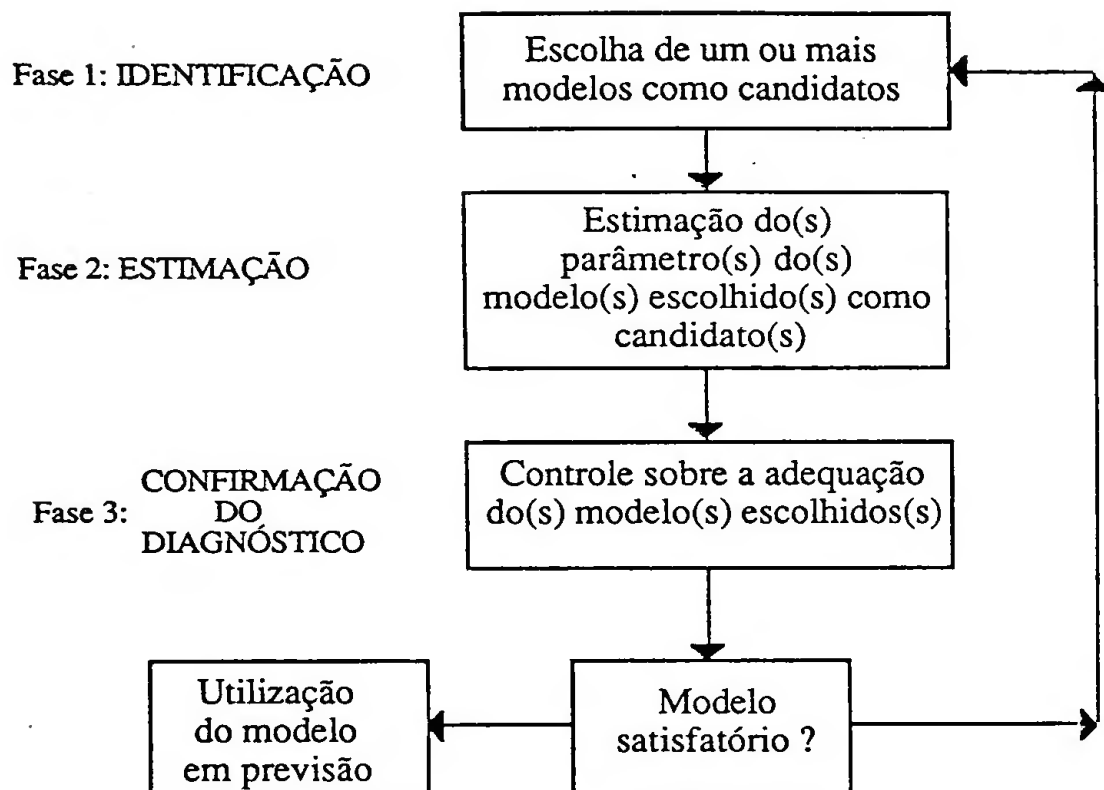 Fase 1: IDENTIFICAÇÃO
Escolha de um ou mais
modelos como candidatos
Fase 2: ESTIMAÇÃO
Estimação do(s)
parâmetro(s) do(s)
modelo(s) escolhido(s) como
candidato(s)
Fase 3:
CONFIRMAÇÃO
DO
DIAGNÓSTICO
Controle sobre a adequação
do(s) modelo(s) escolhidos(s)
Utilização
do modelo
em previsão
Modelo
satisfatório ?